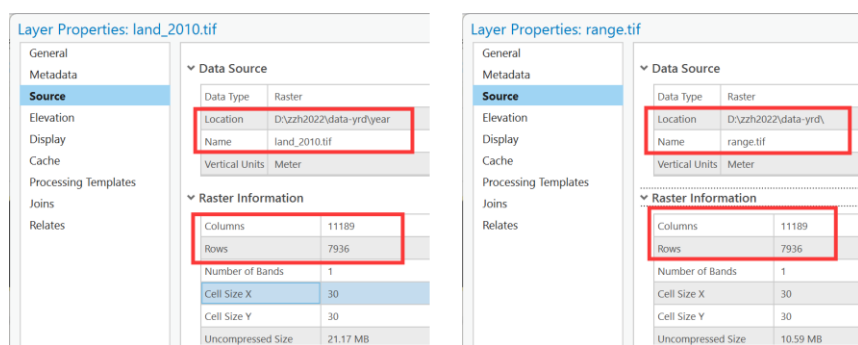 Layer Properties: land_2010.tif
General
Metadata
Source
Elevation
Display
Cache
Processing Templates
Joins
Relates
Data Source
Data Type Raster
Location D:\zzh2022\data-yrd\year
Name land_2010.tif
Vertical Units Meter
Raster Information
Columns 11189
Rows 7936
Number of Bands 1
Cell Size X 30
Cell Size Y 30
Uncompressed Size 21.17 MB
Layer Properties: range.tif
General
Metadata
Source
Elevation
Display
Cache
Processing Templates
Joins
Relates
Data Source
Data Type Raster
Location D:\zzh2022\data-yrd\
Name range.tif
Vertical Units Meter
Raster Information
Columns 11189
Rows 7936
Number of Bands 1
Cell Size X 30
Cell Size Y 30
Uncompressed Size 10.59 MB